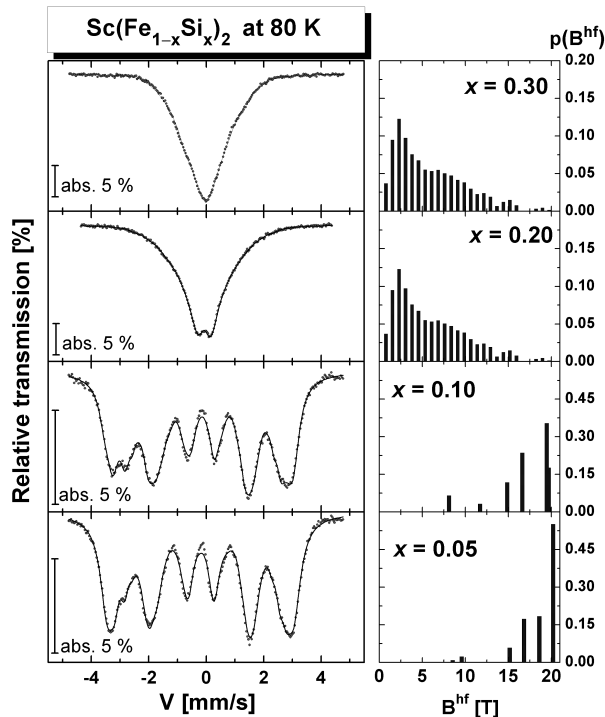 Sc(Fe₁₋ₓSiₓ)₂ at 80 K
p(B^hf)
Relative transmission [%]
abs. 5 %
x = 0.30
0.20
0.15
0.10
0.05
0.00
abs. 5 %
x = 0.20
0.15
0.10
0.05
0.00
abs. 5 %
x = 0.10
0.45
0.30
0.15
0.00
abs. 5 %
x = 0.05
0.45
0.30
0.15
0.00
-4 -2 0 2 4
V [mm/s]
0 5 10 15 20
B^hf [T]